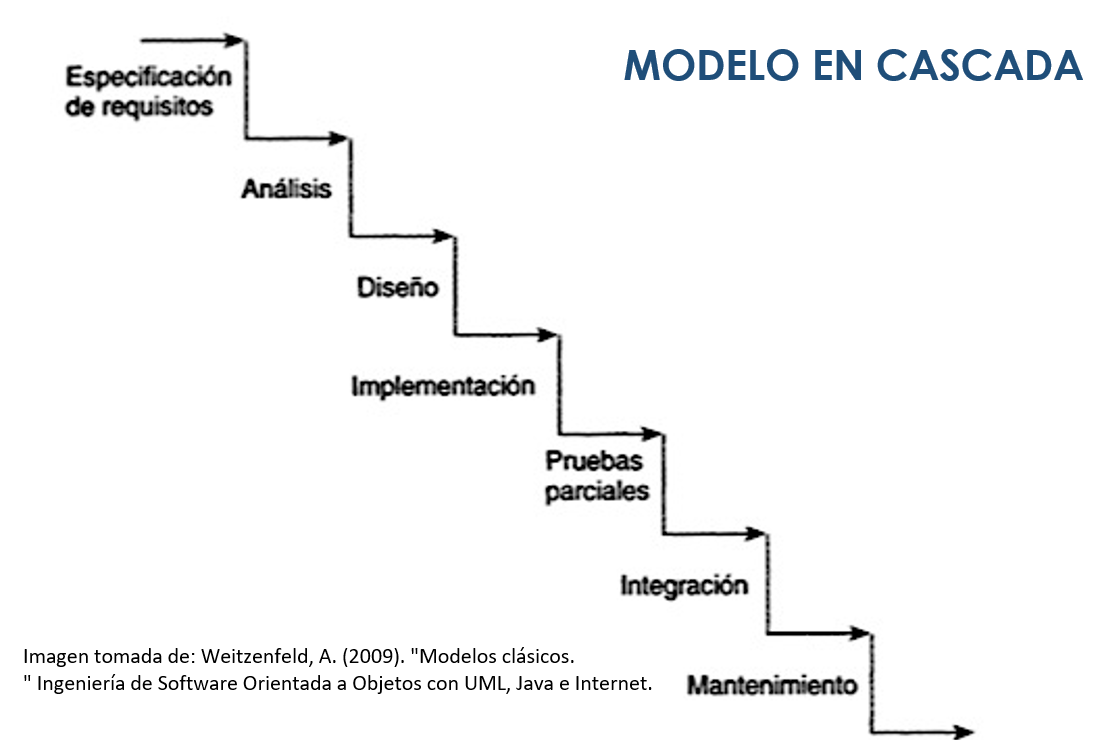 MODELO EN CASCADA
Especificación
de requisitos
Análisis
Diseño
Implementación
Pruebas
parciales
Integración
Mantenimiento
Imagen tomada de: Weitzenfeld, A. (2009). "Modelos clásicos.
" Ingeniería de Software Orientada a Objetos con UML, Java e Internet.